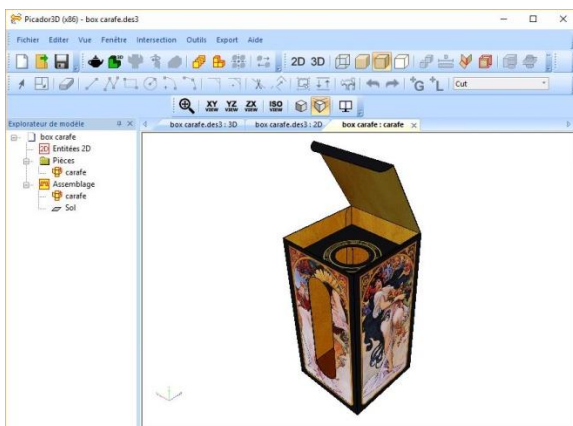 Picador3D (x86) - box carafe.des3
Fichier Editer Vue Fenêtre Intersection Outils Export Aide
2D 3D
G L Cut
XY VIEW YZ VIEW ZX VIEW ISO VIEW
Explorateur de modèle
box carafe.des3 : 3D box carafe.des3 : 2D box carafe : carafe
box carafe
2D Entitées 2D
Pièces
carafe
Assemblage
carafe
Sol